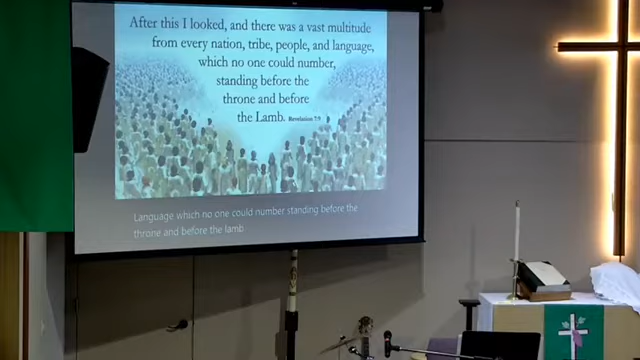 After this I looked, and there was a vast multitude
from every nation, tribe, people, and language,
which no one could number,
standing before the
throne and before
the Lamb. Revelation 7:9
Language which no one could number standing before the
throne and before the lamb